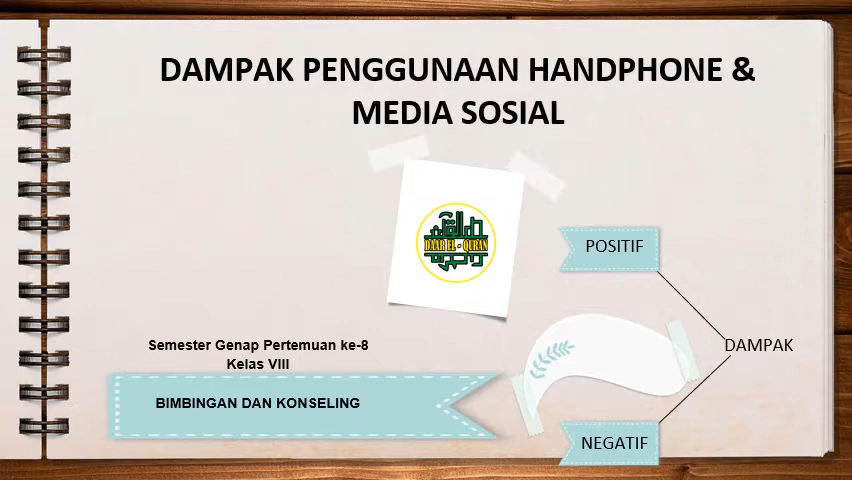 DAMPAK PENGGUNAAN HANDPHONE &
MEDIA SOSIAL
DAAR EL - QURAN
POSITIF
DAMPAK
Semester Genap Pertemuan ke-8
Kelas VIII
BIMBINGAN DAN KONSELING
NEGATIF